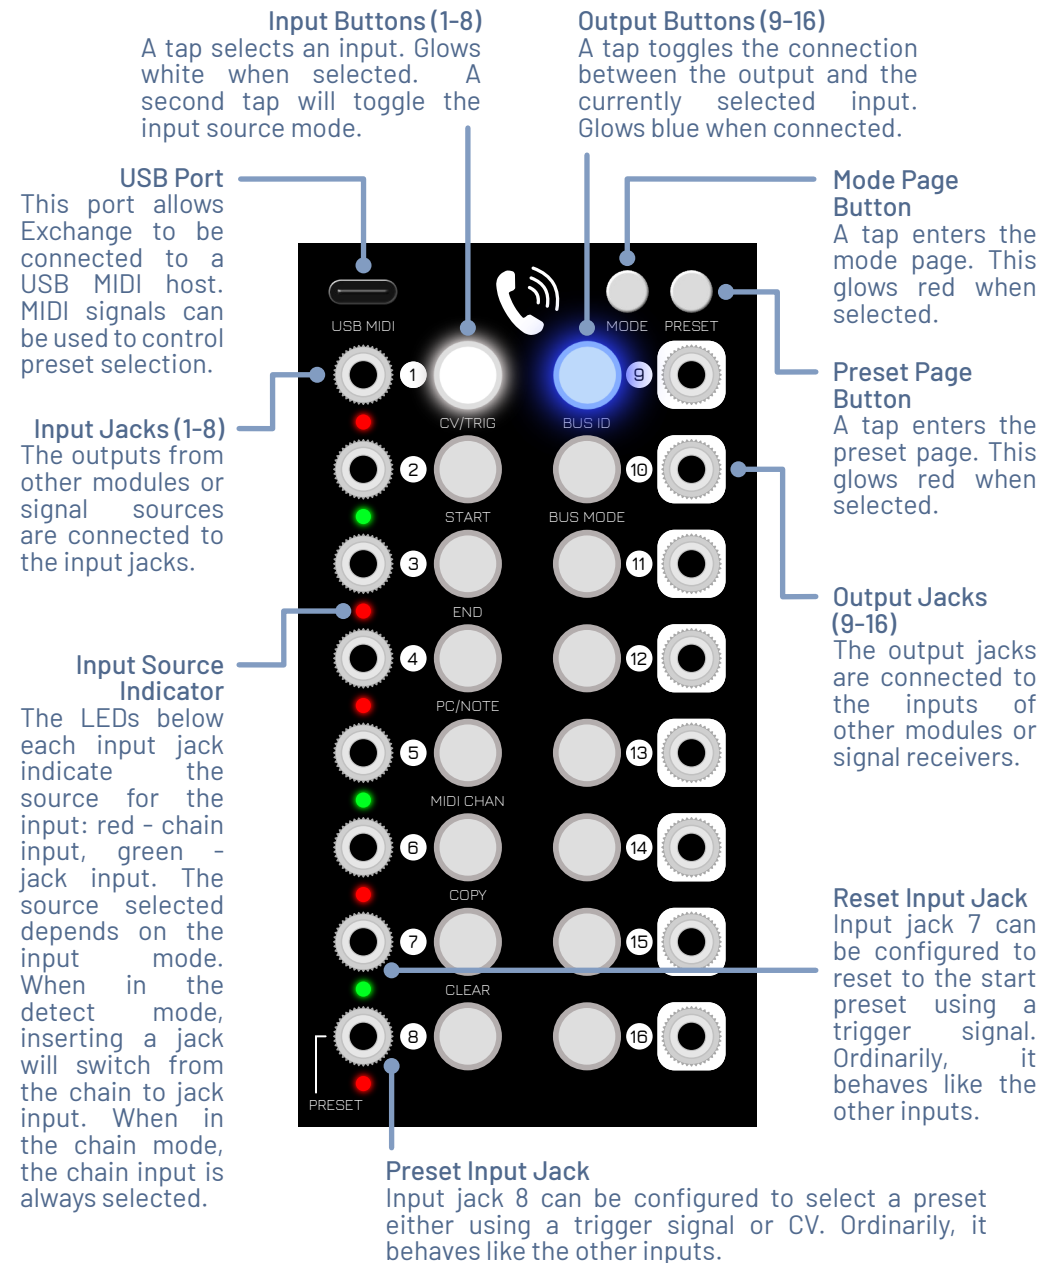 Input Buttons (1-8)
A tap selects an input. Glows
white when selected. A
second tap will toggle the
input source mode.
Output Buttons (9-16)
A tap toggles the connection
between the output and the
currently selected input.
Glows blue when connected.
USB Port
This port allows
Exchange to be
connected to a
USB MIDI host.
MIDI signals can
be used to control
preset selection.
Input Jacks (1-8)
The outputs from
other modules or
signal sources
are connected to
the input jacks.
Input Source
Indicator
The LEDs below
each input jack
indicate the
source for the
input: red - chain
input, green -
jack input. The
source selected
depends on the
input mode.
When in the
detect mode,
inserting a jack
will switch from
the chain to jack
input. When in
the chain mode,
the chain input is
always selected.
USB MIDI
MODE
PRESET
1
9
CV/TRIG
BUS ID
2
10
START
BUS MODE
3
11
END
4
12
PC/NOTE
5
13
MIDI CHAN
6
14
COPY
7
15
CLEAR
8
16
PRESET
Mode Page
Button
A tap enters the
mode page. This
glows red when
selected.
Preset Page
Button
A tap enters the
preset page. This
glows red when
selected.
Output Jacks
(9-16)
The output jacks
are connected to
the inputs of
other modules or
signal receivers.
Reset Input Jack
Input jack 7 can
be configured to
reset to the start
preset using a
trigger signal.
Ordinarily, it
behaves like the
other inputs.
Preset Input Jack
Input jack 8 can be configured to select a preset
either using a trigger signal or CV. Ordinarily, it
behaves like the other inputs.